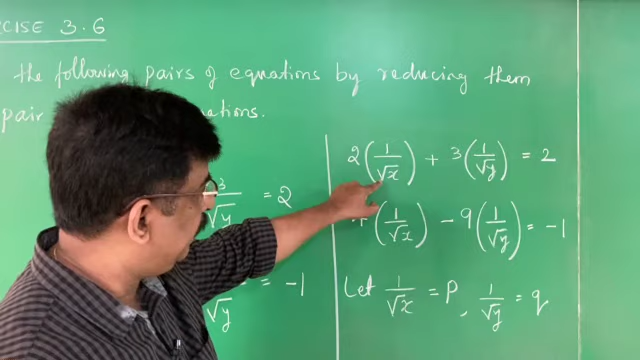 CISE 3.6
the following pairs of equations by reducing them
pair ations.
3/√y = 2
= -1
√y
2(1/√x) + 3(1/√y) = 2
(1/√x) - 9(1/√y) = -1
Let 1/√x = p, 1/√y = q